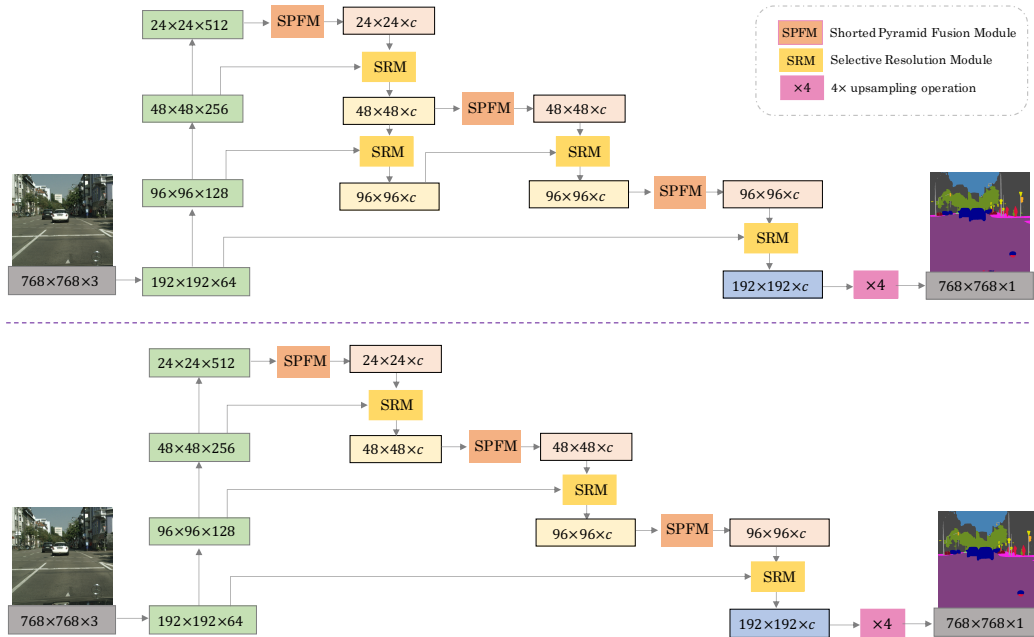 24×24×512
SPFM
24×24×c
SPFM
Shorted Pyramid Fusion Module
SRM
SRM
Selective Resolution Module
×4
4× upsampling operation
48×48×256
48×48×c
SPFM
48×48×c
SRM
SRM
96×96×128
96×96×c
96×96×c
SPFM
96×96×c
SRM
768×768×3
192×192×64
192×192×c
×4
768×768×1
24×24×512
SPFM
24×24×c
SRM
48×48×256
48×48×c
SPFM
48×48×c
SRM
96×96×128
96×96×c
SPFM
96×96×c
SRM
768×768×3
192×192×64
192×192×c
×4
768×768×1